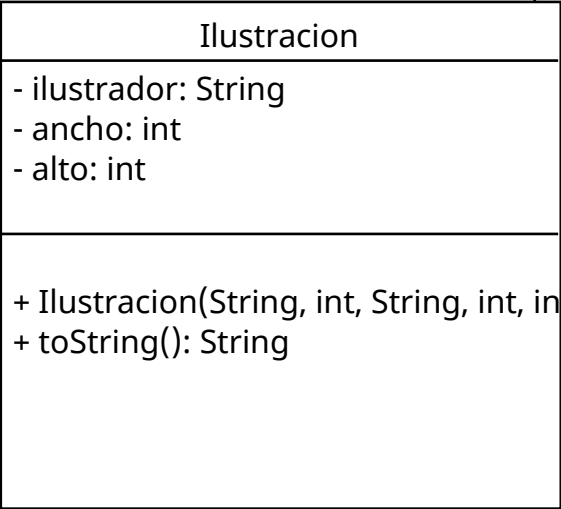 Ilustracion
- ilustrador: String
- ancho: int
- alto: int
+ Ilustracion(String, int, String, int, in
+ toString(): String